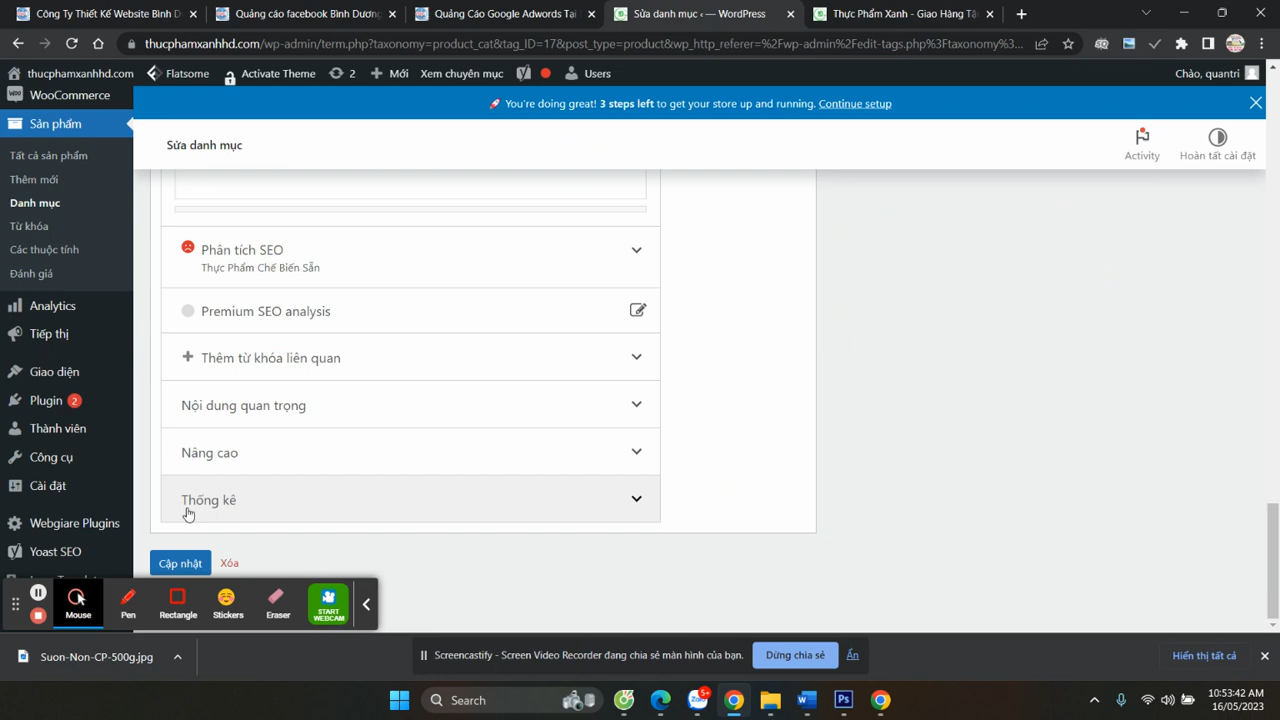 Công Ty Thiết Kế Website Bình D
Quảng cáo facebook Bình Dương
Quảng Cáo Google Adwords Tại
Sửa danh mục ‹ — WordPress
Thực Phẩm Xanh - Giao Hàng Tậ
thucphamxanhhd.com/wp-admin/term.php?taxonomy=product_cat&tag_ID=17&post_type=product&wp_http_referer=%2Fwp-admin%2Fedit-tags.php%3Ftaxonomy...
thucphamxanhhd.com
Flatsome
Activate Theme
2
Mới
Xem chuyên mục
Users
Chào, quantri
WooCommerce
🚀 You're doing great! 3 steps left to get your store up and running. Continue setup
Sản phẩm
Sửa danh mục
Activity
Hoàn tất cài đặt
Tất cả sản phẩm
Thêm mới
Danh mục
Từ khóa
Các thuộc tính
Đánh giá
Analytics
Tiếp thị
Giao diện
Plugin 2
Thành viên
Công cụ
Cài đặt
Webgiare Plugins
Yoast SEO
Phân tích SEO
Thực Phẩm Chế Biến Sẵn
Premium SEO analysis
Thêm từ khóa liên quan
Nội dung quan trọng
Nâng cao
Thống kê
Cập nhật
Xóa
Mouse
Pen
Rectangle
Stickers
Eraser
START
WEBCAM
Suon-Non-CP-500g.jpg
Screencastify - Screen Video Recorder đang chia sẻ màn hình của bạn.
Dừng chia sẻ
Ẩn
Hiển thị tất cả
Search
Zalo
5+
10:53:42 AM
16/05/2023